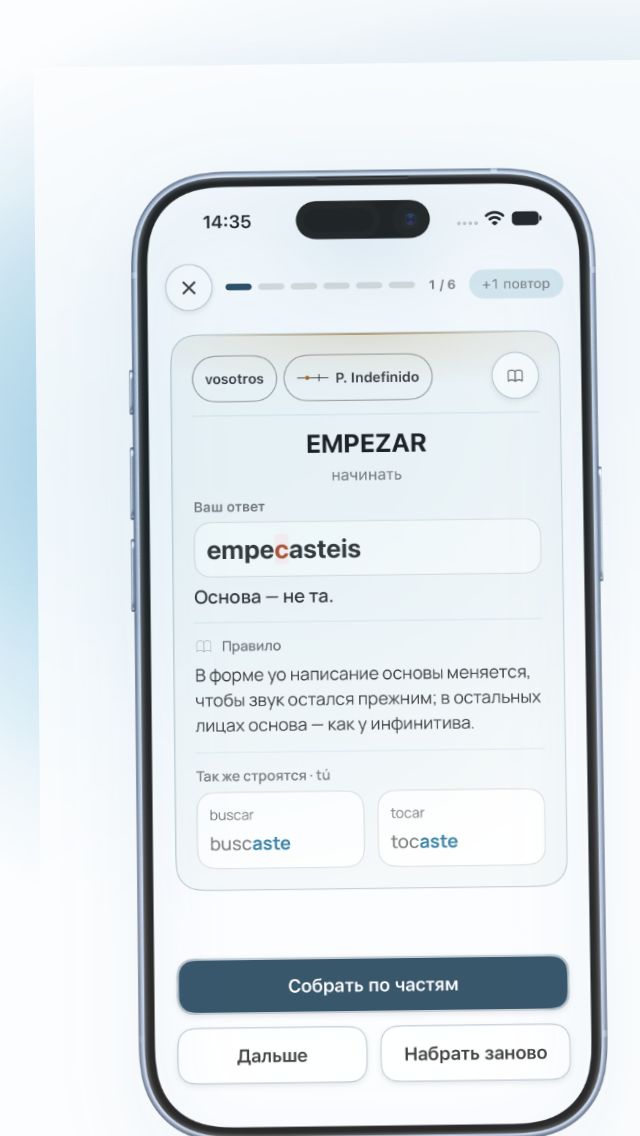 14:35
1 / 6
+1 повтор
vosotros
P. Indefinido
EMPEZAR
начинать
Ваш ответ
empecasteis
Основа — не та.
Правило
В форме yo написание основы меняется,
чтобы звук остался прежним; в остальных
лицах основа — как у инфинитива.
Так же строятся · tú
buscar
buscaste
tocar
tocaste
Собрать по частям
Дальше
Набрать заново